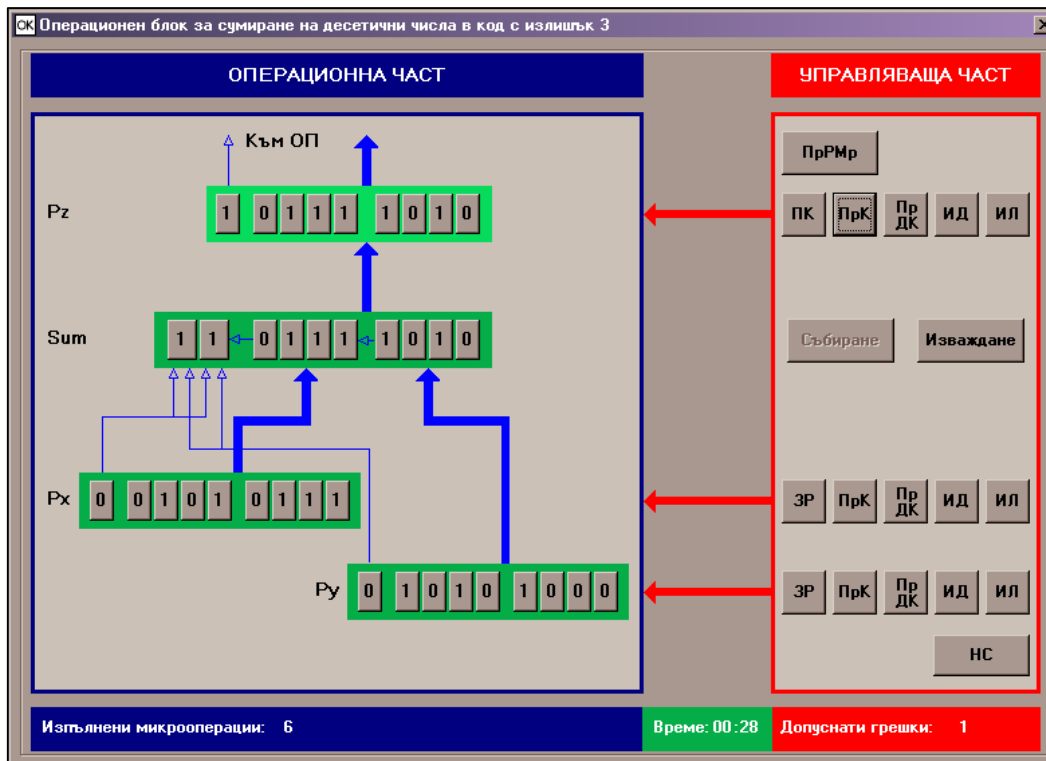 OK Операционен блок за сумиране на десетични числа в код с излишък 3
ОПЕРАЦИОННА ЧАСТ
УПРАВЛЯВАЩА ЧАСТ
Към ОП
ПрРМр
Pz 1 0 1 1 1 1 0 1 0
ПК ПрК Пр ДК ИД ИЛ
Sum 1 1 0 1 1 1 1 0 1 0
Събиране Изваждане
Px 0 0 1 0 1 0 1 1 1
ЗР ПрК Пр ДК ИД ИЛ
Py 0 1 0 1 0 1 0 0 0
ЗР ПрК Пр ДК ИД ИЛ
НС
Изпълнени микрооперации: 6
Време: 00:28
Допуснати грешки: 1